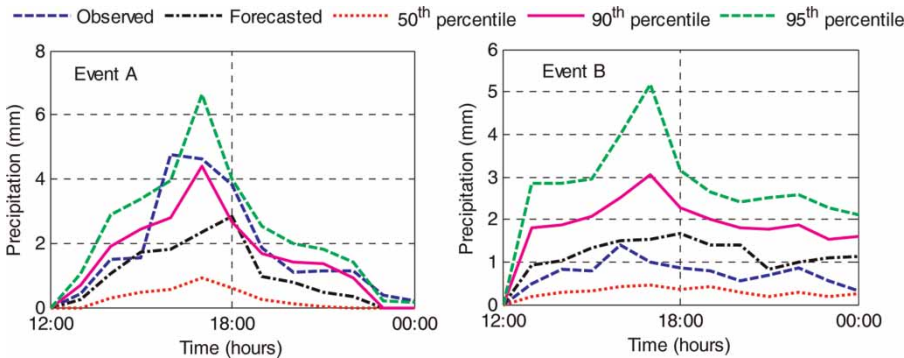 Observed Forecasted 50th percentile 90th percentile 95th percentile
Event A
Precipitation (mm)
8
6
4
2
0
12:00 18:00 00:00
Time (hours)
Event B
Precipitation (mm)
6
5
4
3
2
1
0
12:00 18:00 00:00
Time (hours)